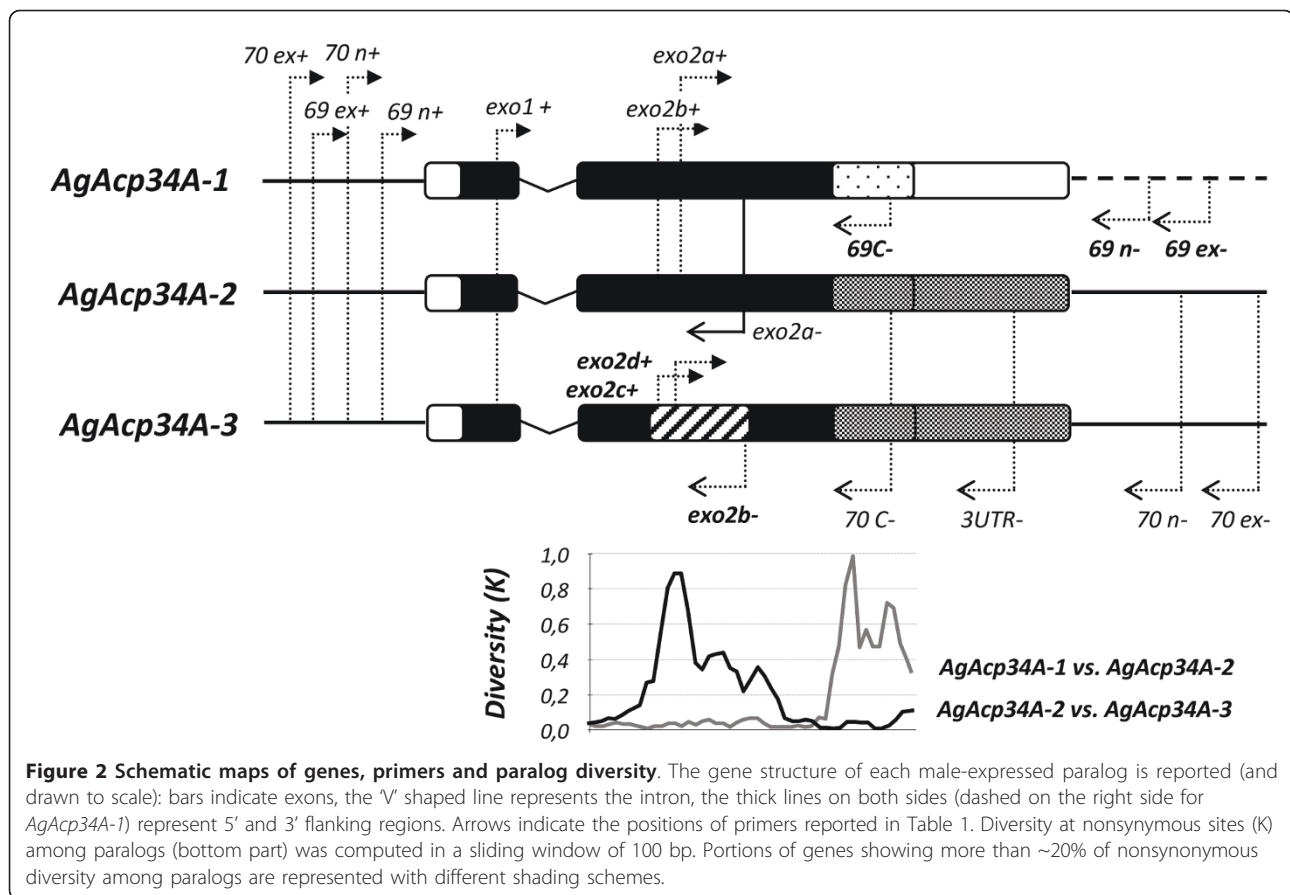 70 ex+
70 n+
exo2a+
69 ex+
69 n+
exo1 +
exo2b+
AgAcp34A-1
69C-
69 n-
69 ex-
AgAcp34A-2
exo2a-
exo2d+
exo2c+
AgAcp34A-3
exo2b-
70 C-
3UTR-
70 n-
70 ex-
Diversity (K)
1,0
0,8
0,6
0,4
0,2
0,0
AgAcp34A-1 vs. AgAcp34A-2
AgAcp34A-2 vs. AgAcp34A-3
Figure 2 Schematic maps of genes, primers and paralog diversity. The gene structure of each male-expressed paralog is reported (and
drawn to scale): bars indicate exons, the ‘V’ shaped line represents the intron, the thick lines on both sides (dashed on the right side for
AgAcp34A-1) represent 5’ and 3’ flanking regions. Arrows indicate the positions of primers reported in Table 1. Diversity at nonsynymous sites (K)
among paralogs (bottom part) was computed in a sliding window of 100 bp. Portions of genes showing more than ~20% of nonsynonymous
diversity among paralogs are represented with different shading schemes.